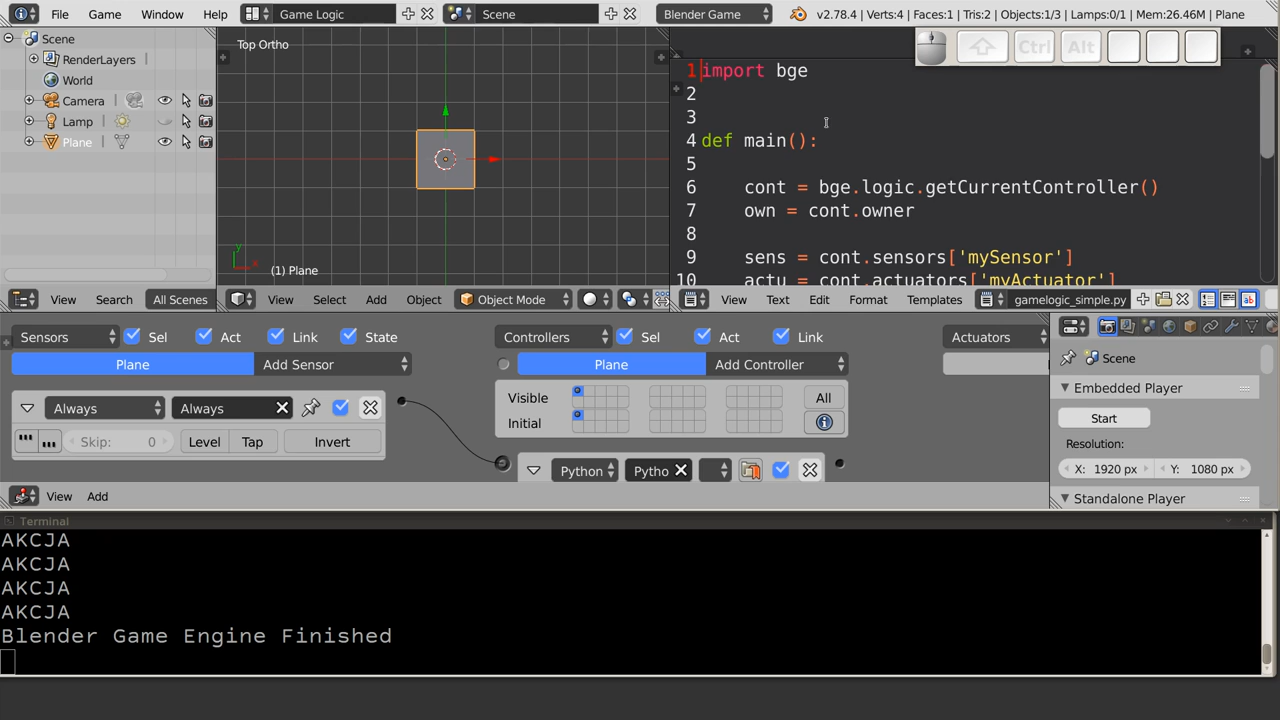 File Game Window Help Game Logic Scene Blender Game v2.78.4 | Verts:4 | Faces:1 | Tris:2 | Objects:1/3 | Lamps:0/1 | Mem:26.46M | Plane
Scene
RenderLayers
World
Camera
Lamp
Plane
View Search All Scenes
Top Ortho
y
x
(1) Plane
View Select Add Object Object Mode
Ctrl Alt
1 import bge
2
3
4 def main():
5
6 cont = bge.logic.getCurrentController()
7 own = cont.owner
8
9 sens = cont.sensors['mySensor']
10 actu = cont.actuators['myActuator']
View Text Edit Format Templates gamelogic_simple.py
Sensors Sel Act Link State
Plane Add Sensor
Always Always
Skip: 0 Level Tap Invert
Controllers Sel Act Link
Plane Add Controller
Visible All
Initial
Python Pytho
Actuators
View Add
Scene
Embedded Player
Start
Resolution:
X: 1920 px Y: 1080 px
Standalone Player
Terminal
AKCJA
AKCJA
AKCJA
AKCJA
Blender Game Engine Finished